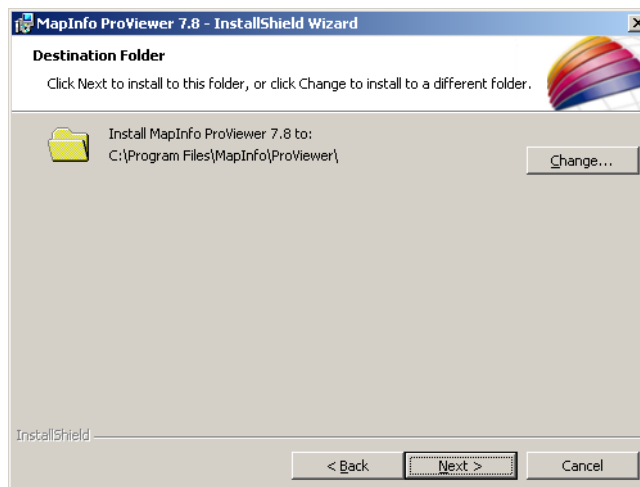 MapInfo ProViewer 7.8 - InstallShield Wizard
Destination Folder
Click Next to install to this folder, or click Change to install to a different folder.
Install MapInfo ProViewer 7.8 to:
C:\Program Files\MapInfo\ProViewer\
Change...
InstallShield
< Back
Next >
Cancel